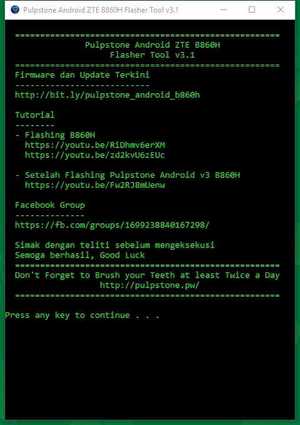 Pulpstone Android ZTE B860H Flasher Tool v3.1
=====================================================
Pulpstone Android ZTE B860H
Flasher Tool v3.1
=====================================================
Firmware dan Update Terkini
---------------------------
http://bit.ly/pulpstone_android_b860h
Tutorial
--------
- Flashing B860H
https://youtu.be/RiDhmv6erXM
https://youtu.be/zd2kvU6zEUc
- Setelah Flashing Pulpstone Android v3 B860H
https://youtu.be/Fw2RJBmUenw
Facebook Group
--------------
https://fb.com/groups/1699238840167298/
Simak dengan teliti sebelum mengeksekusi
Semoga berhasil, Good Luck
=====================================================
Don't Forget to Brush your Teeth at least Twice a Day
http://pulpstone.pw/
=====================================================
Press any key to continue . . .